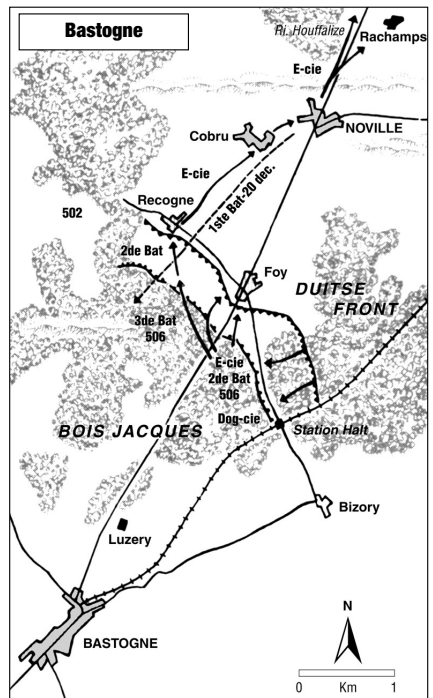 Bastogne
Ri. Houffalize
Rachamps
E-cie
NOVILLE
Cobru
E-cie
Recogne
1ste Bat-20 dec.
502
2de Bat
Foy
DUITSE
FRONT
3de Bat
506
E-cie
2de Bat
506
Dog-cie
BOIS JACQUES
Station Halt
Bizory
Luzery
BASTOGNE
N
0 Km 1